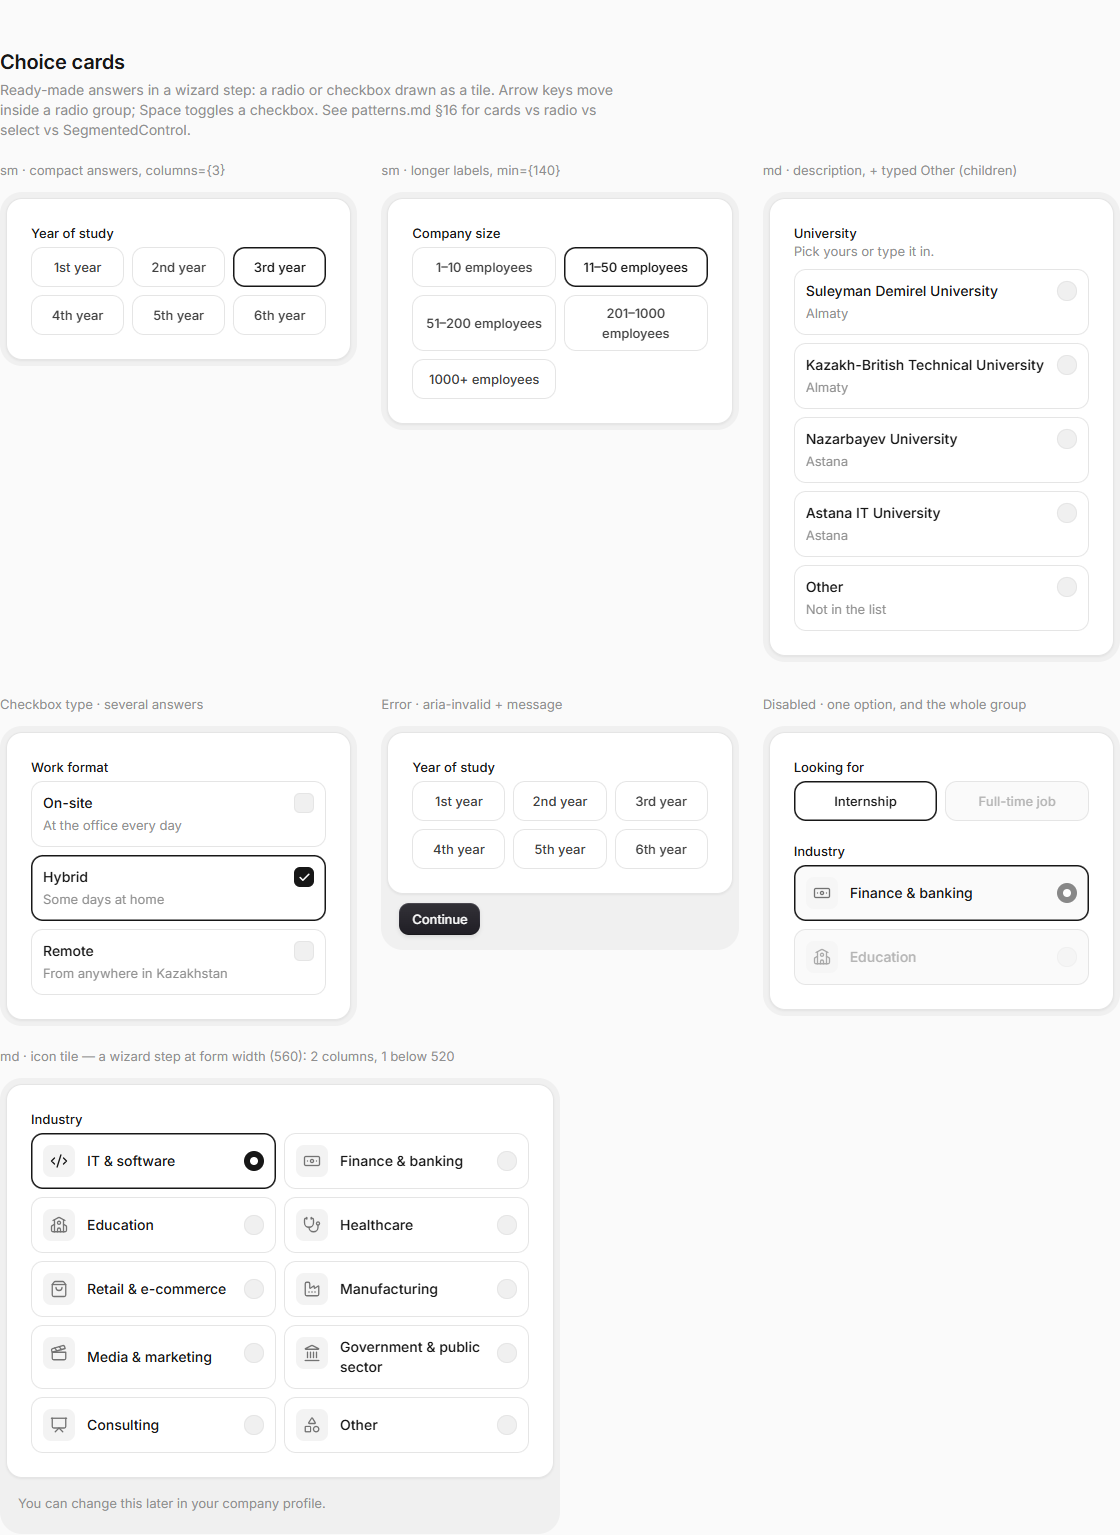 Choice cards
Ready-made answers in a wizard step: a radio or checkbox drawn as a tile. Arrow keys move
inside a radio group; Space toggles a checkbox. See patterns.md §16 for cards vs radio vs
select vs SegmentedControl.
sm · compact answers, columns={3}
Year of study
1st year
2nd year
3rd year
4th year
5th year
6th year
sm · longer labels, min={140}
Company size
1–10 employees
11–50 employees
51–200 employees
201–1000
employees
1000+ employees
md · description, + typed Other (children)
University
Pick yours or type it in.
Suleyman Demirel University
Almaty
Kazakh-British Technical University
Almaty
Nazarbayev University
Astana
Astana IT University
Astana
Other
Not in the list
Checkbox type · several answers
Work format
On-site
At the office every day
Hybrid
Some days at home
Remote
From anywhere in Kazakhstan
Error · aria-invalid + message
Year of study
1st year
2nd year
3rd year
4th year
5th year
6th year
Continue
Disabled · one option, and the whole group
Looking for
Internship
Full-time job
Industry
Finance & banking
Education
md · icon tile — a wizard step at form width (560): 2 columns, 1 below 520
Industry
IT & software
Finance & banking
Education
Healthcare
Retail & e-commerce
Manufacturing
Media & marketing
Government & public
sector
Consulting
Other
You can change this later in your company profile.